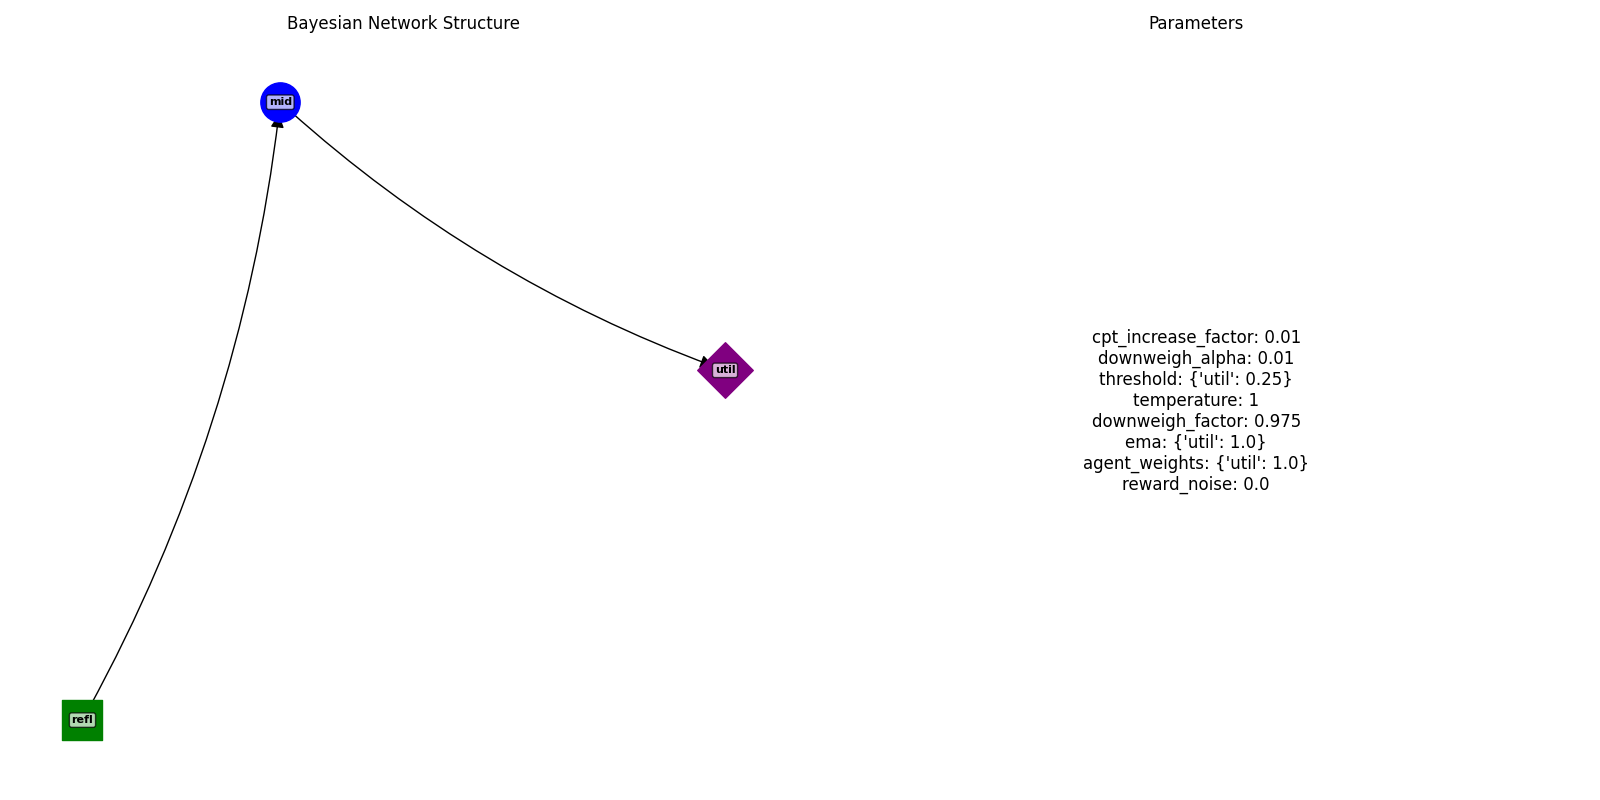 Bayesian Network Structure
Parameters
mid
util
refl
cpt_increase_factor: 0.01
downweigh_alpha: 0.01
threshold: {'util': 0.25}
temperature: 1
downweigh_factor: 0.975
ema: {'util': 1.0}
agent_weights: {'util': 1.0}
reward_noise: 0.0